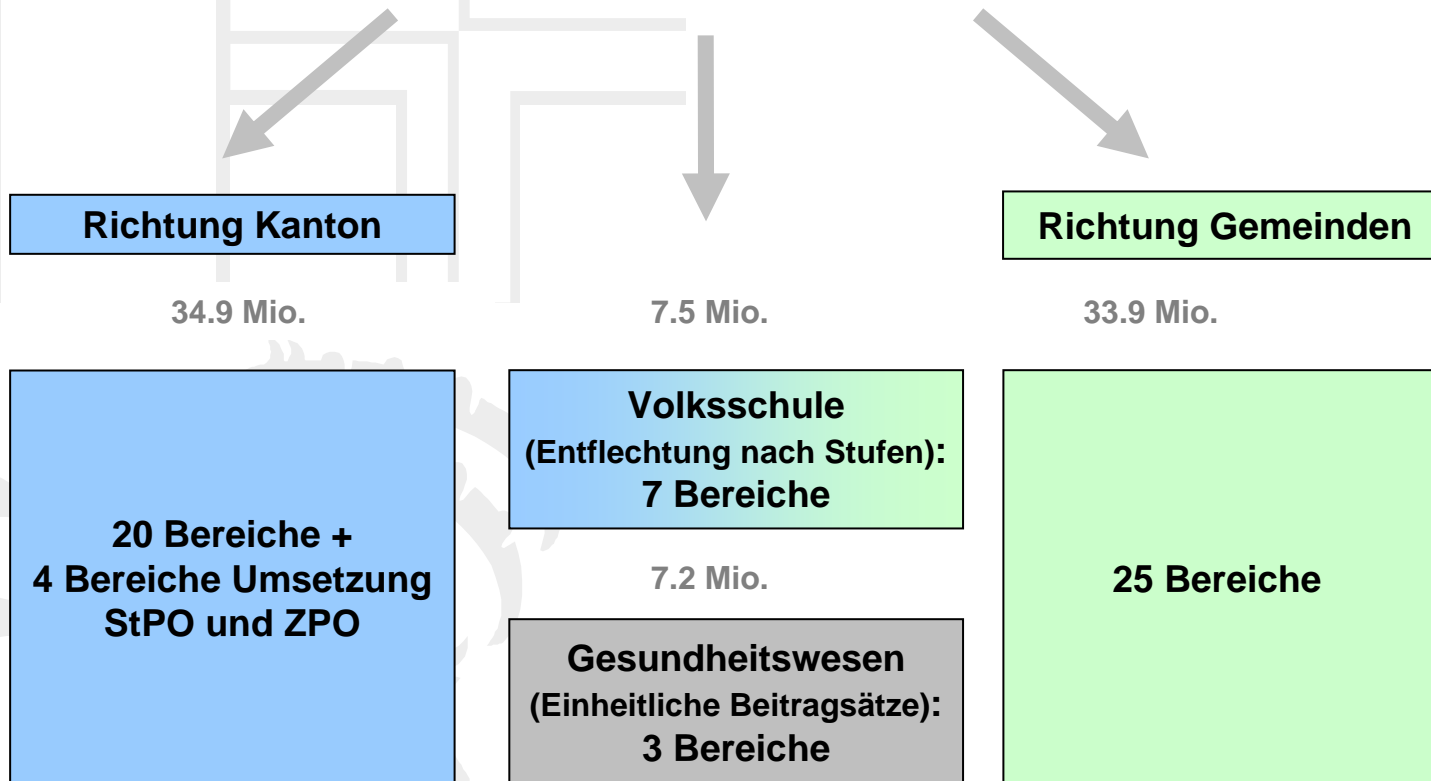 Richtung Kanton
Richtung Gemeinden
34.9 Mio.
7.5 Mio.
33.9 Mio.
20 Bereiche +
4 Bereiche Umsetzung
StPO und ZPO
Volksschule
(Entflechtung nach Stufen):
7 Bereiche
7.2 Mio.
Gesundheitswesen
(Einheitliche Beitragsätze):
3 Bereiche
25 Bereiche